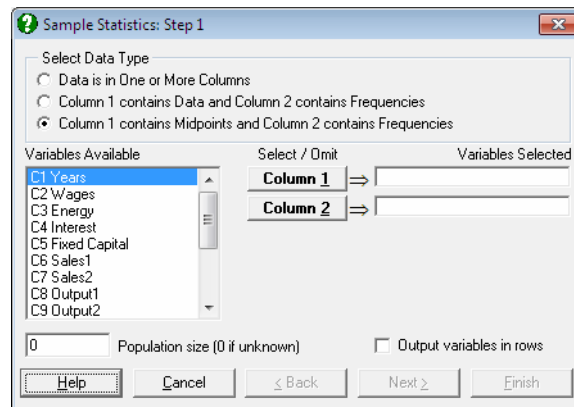 Sample Statistics: Step 1
Select Data Type
Data is in One or More Columns
Column 1 contains Data and Column 2 contains Frequencies
Column 1 contains Midpoints and Column 2 contains Frequencies
Variables Available Select / Omit Variables Selected
C1 Years
C2 Wages
C3 Energy
C4 Interest
C5 Fixed Capital
C6 Sales1
C7 Sales2
C8 Output1
C9 Output2
Column 1
Column 2
0 Population size (0 if unknown) Output variables in rows
Help Cancel < Back Next > Finish